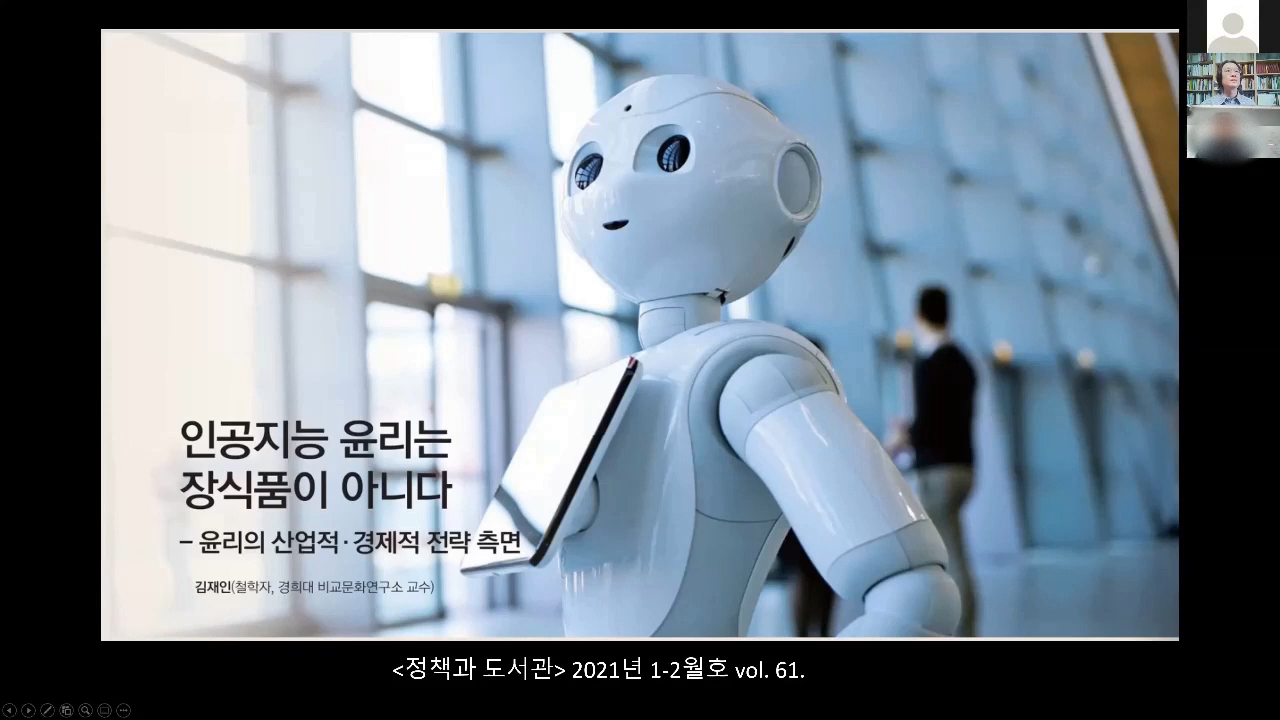 인공지능 윤리는
장식품이 아니다
– 윤리의 산업적·경제적 전략 측면
김재인(철학자, 경희대 비교문화연구소 교수)
<정책과 도서관> 2021년 1-2월호 vol. 61.